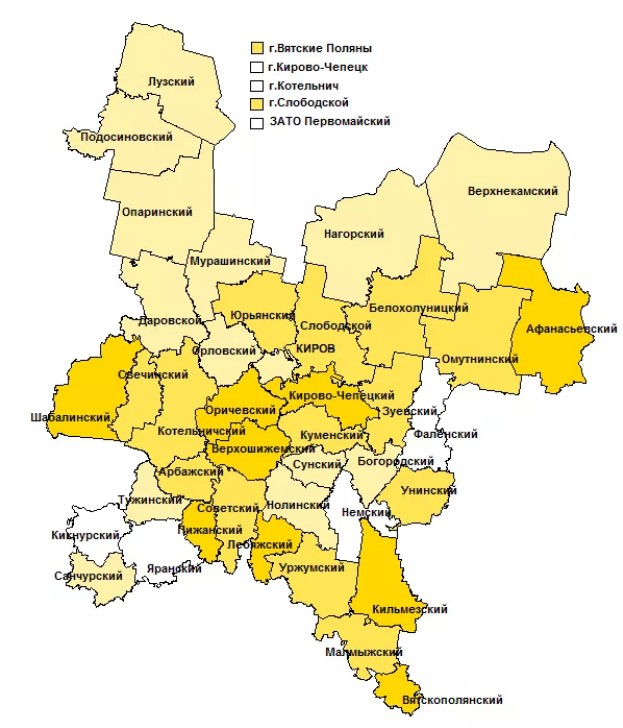 г.Вятские Поляны
г.Кирово-Чепецк
г.Котельнич
г.Слободской
ЗАТО Первомайский
Лузский
Подосиновский
Опаринский
Верхнекамский
Нагорский
Мурашинский
Даровской
Юрьянский
Слободской
Белохолуницкий
Афанасьевский
Орловский
КИРОВ
Омутнинский
Свечинский
Шабалинский
Оричевский
Кирово-Чепецкий
Зуевский
Котельничский
Куменский
Фаленский
Верхошижемский
Сунский
Богородский
Арбажский
Унинский
Тужинский
Советский
Нолинский
Немский
Кикнурский
Пижанский
Лебяжский
Санчурский
Яранский
Уржумский
Кильмезский
Малмыжский
Вятскополянский